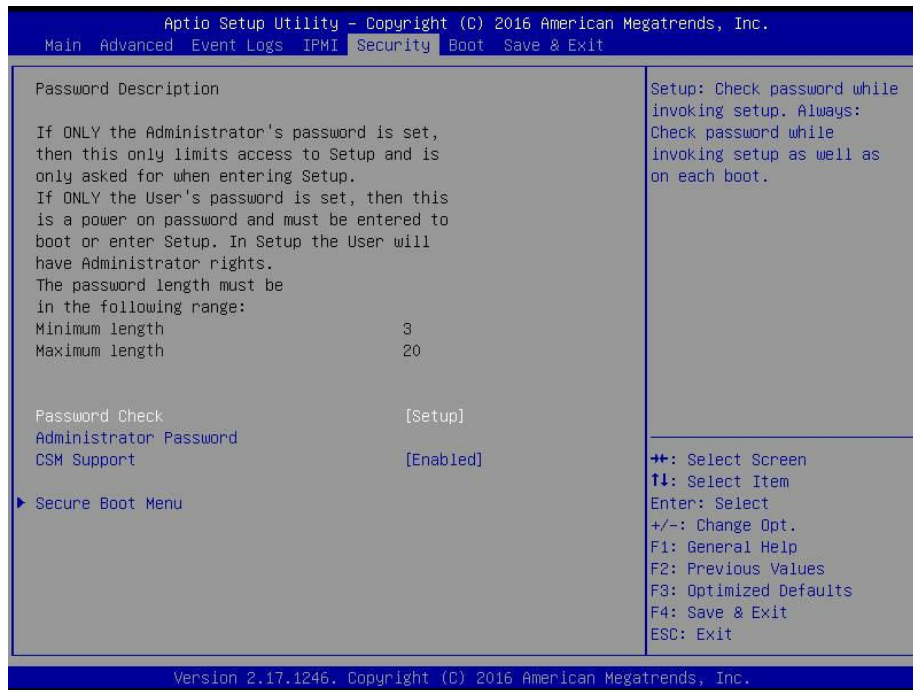 Aptio Setup Utility – Copyright (C) 2016 American Megatrends, Inc.
Main Advanced Event Logs IPMI Security Boot Save & Exit
Password Description
If ONLY the Administrator's password is set,
then this only limits access to Setup and is
only asked for when entering Setup.
If ONLY the User's password is set, then this
is a power on password and must be entered to
boot or enter Setup. In Setup the User will
have Administrator rights.
The password length must be
in the following range:
Minimum length 3
Maximum length 20
Password Check [Setup]
Administrator Password
CSM Support [Enabled]
Secure Boot Menu
Setup: Check password while
invoking setup. Always:
Check password while
invoking setup as well as
on each boot.
→←: Select Screen
↑↓: Select Item
Enter: Select
+/-: Change Opt.
F1: General Help
F2: Previous Values
F3: Optimized Defaults
F4: Save & Exit
ESC: Exit
Version 2.17.1246. Copyright (C) 2016 American Megatrends, Inc.